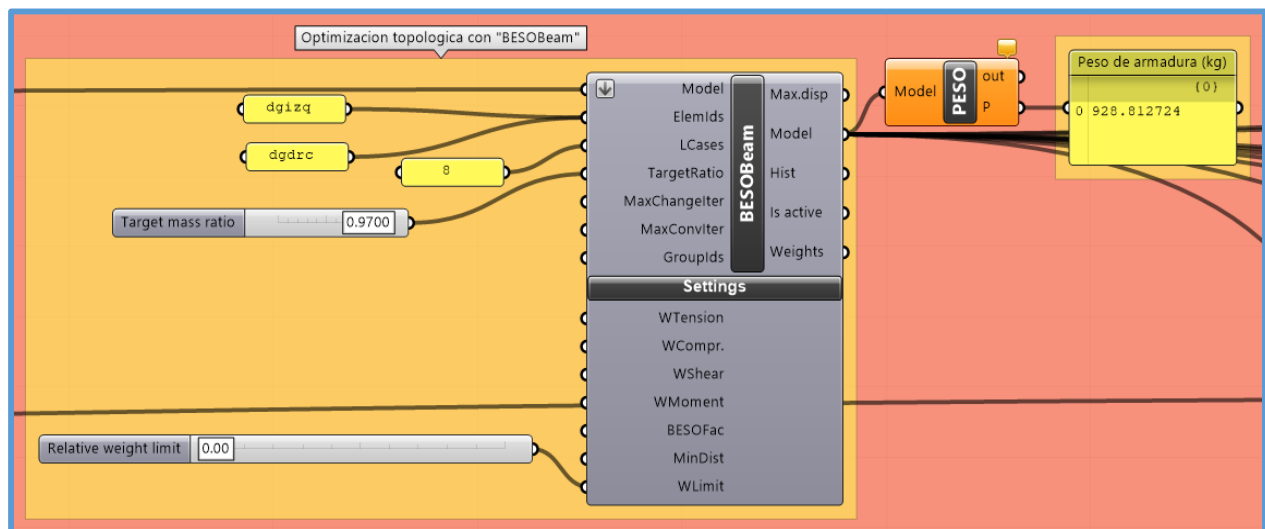 Optimizacion topologica con "BESOBeam"
dgizq
dgdrc
8
Target mass ratio 0.9700
Relative weight limit 0.00
Model
ElemIds
LCases
TargetRatio
MaxChangeIter
MaxConvIter
GroupIds
BESOBeam
Max.disp
Model
Hist
Is active
Weights
Settings
WTension
WCompr.
WShear
WMoment
BESOFac
MinDist
WLimit
Model
PESO
out
P
Peso de armadura (kg)
{0}
0 928.812724